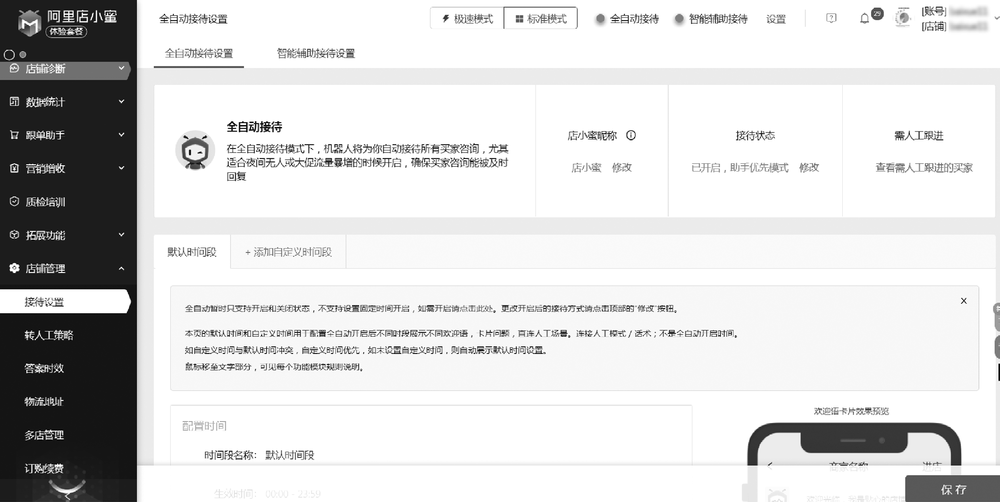 阿里店小蜜
体验套餐
店铺诊断
数据统计
跟单助手
营销增收
质检培训
拓展功能
店铺管理
接待设置
转人工策略
答案时效
物流地址
多店管理
订购续费
全自动接待设置
极速模式
标准模式
全自动接待
智能辅助接待
设置
29
[账号]
[店铺]
全自动接待设置
智能辅助接待设置
全自动接待
在全自动接待模式下，机器人将为你自动接待所有买家咨询，尤其
适合夜间无人或大促流量暴增的时候开启，确保买家咨询能被及时
回复
店小蜜昵称
店小蜜 修改
接待状态
已开启，助手优先模式 修改
需人工跟进
查看需人工跟进的买家
默认时间段
+ 添加自定义时间段
全自动暂时只支持开启和关闭状态，不支持设置固定时间开启，如需开启请点击此处。更改开启后的接待方式请点击顶部的"修改"按钮。
本页的默认时间和自定义时间用于配置全自动开启后不同时段展示不同欢迎语，卡片问题，直连人工场景。连接人工模式 / 话术；不是全自动开启时间。
如自定义时间与默认时间冲突，自定义时间优先，如未设置自定义时间，则自动展示默认时间设置。
鼠标移至文字部分，可见每个功能模块规则说明。
配置时间
时间段名称： 默认时间段
生效时间： 00:00 - 23:59
欢迎语卡片效果预览
商家名称
进店
欢迎光临，我是贴心的店铺
保 存